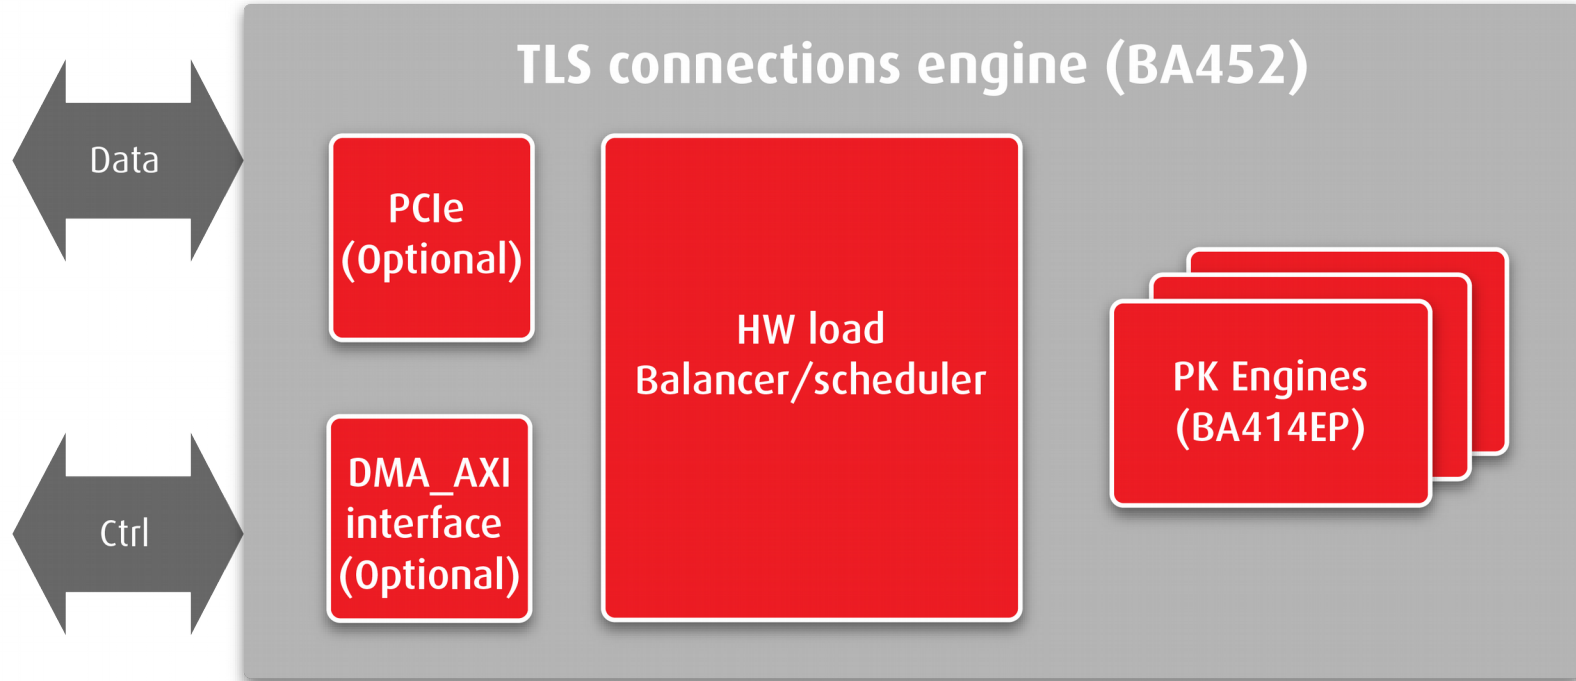 TLS connections engine (BA452)
Data
PCIe
(Optional)
HW load
Balancer/scheduler
PK Engines
(BA414EP)
Ctrl
DMA_AXI
interface
(Optional)